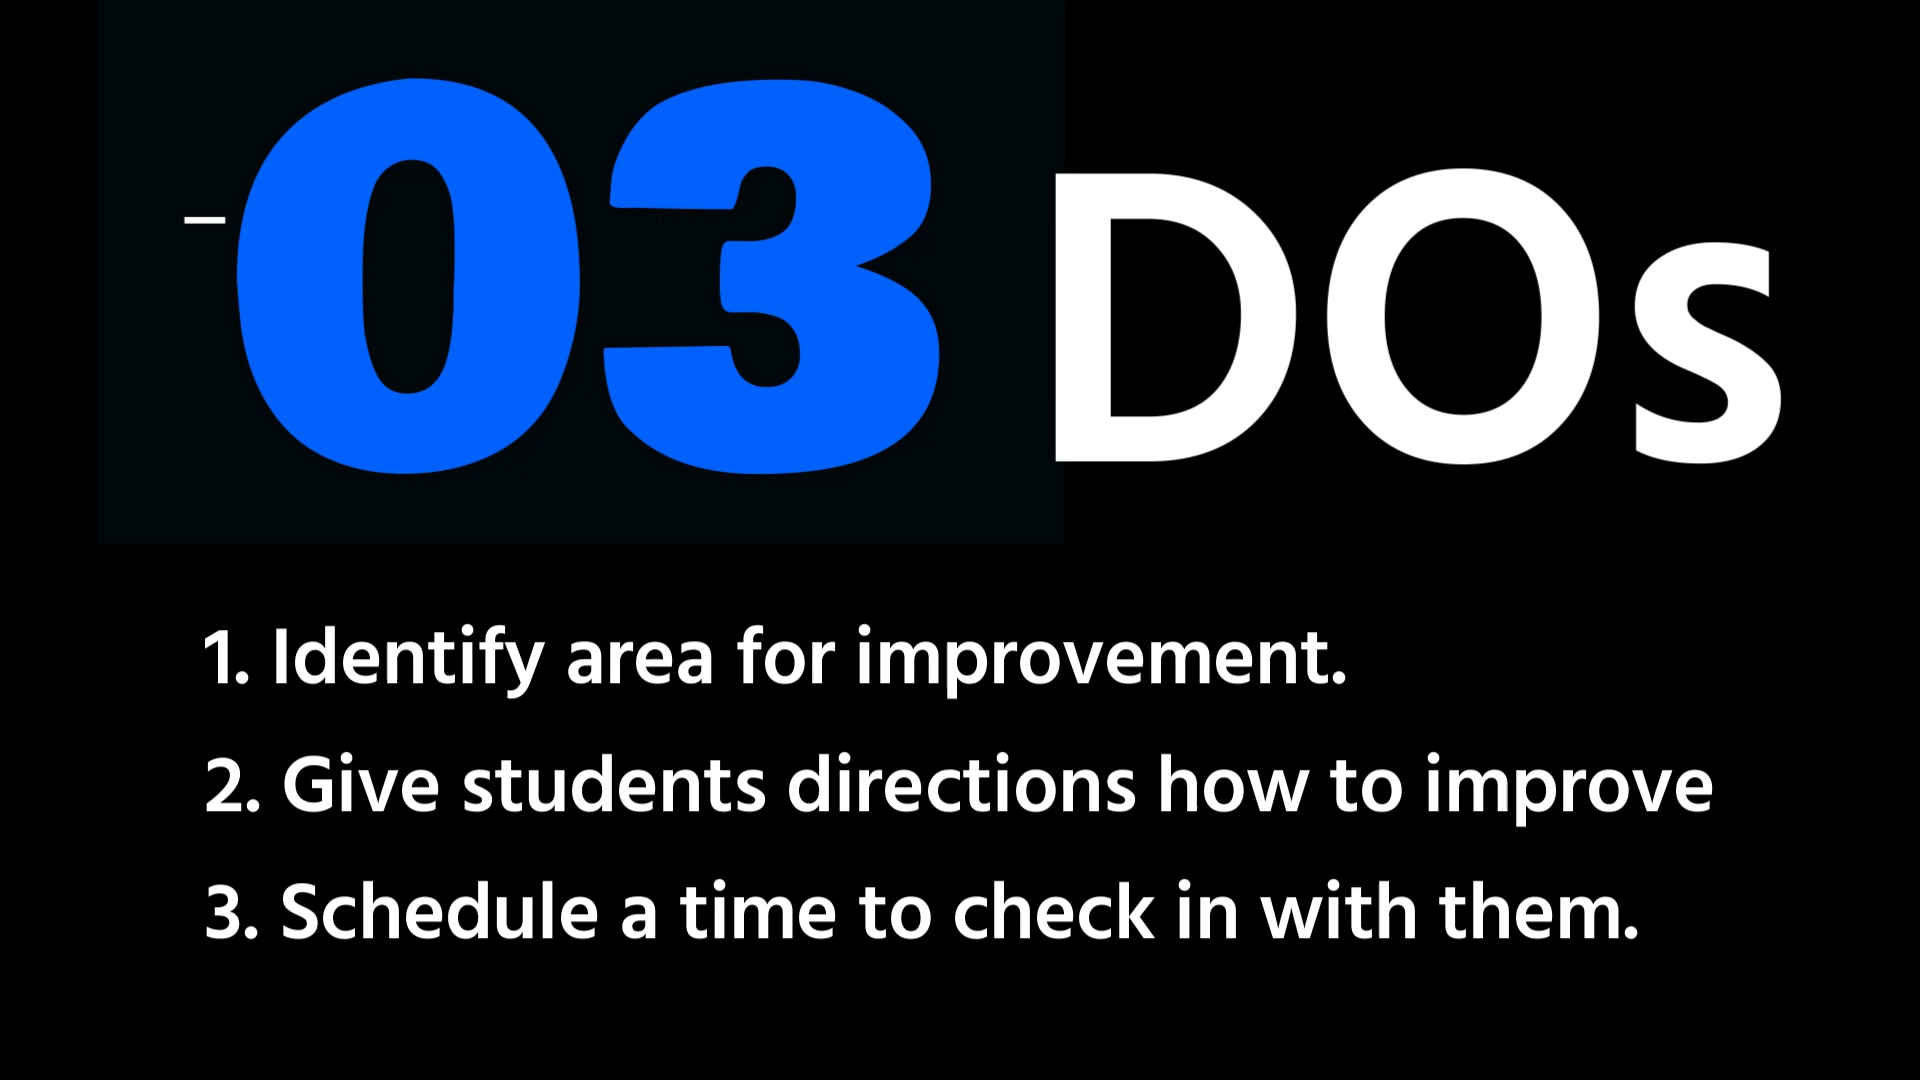 03 DOs
1. Identify area for improvement.
2. Give students directions how to improve
3. Schedule a time to check in with them.